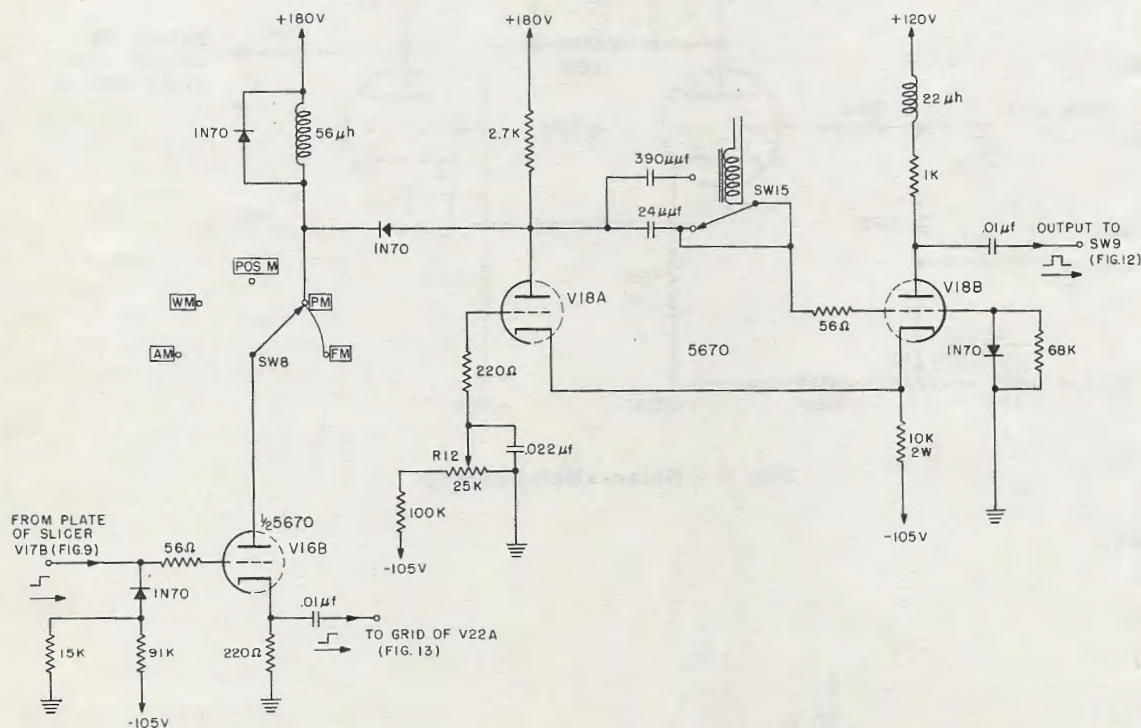 +180V
+180V
+120V
1N70
56μh
2.7K
22μh
390μμf
SW15
1K
24μμf
.01μf
OUTPUT TO
SW9
(FIG.12)
1N70
POS M
WM
PM
AM
FM
SW8
V18A
V18B
56Ω
5670
1N70
68K
220Ω
.022μf
R12
25K
10K
2W
100K
-105V
-105V
FROM PLATE
OF SLICER
V17B (FIG.9)
½5670
56Ω
V16B
1N70
.01μf
TO GRID OF V22A
(FIG. 13)
15K
91K
220Ω
-105V